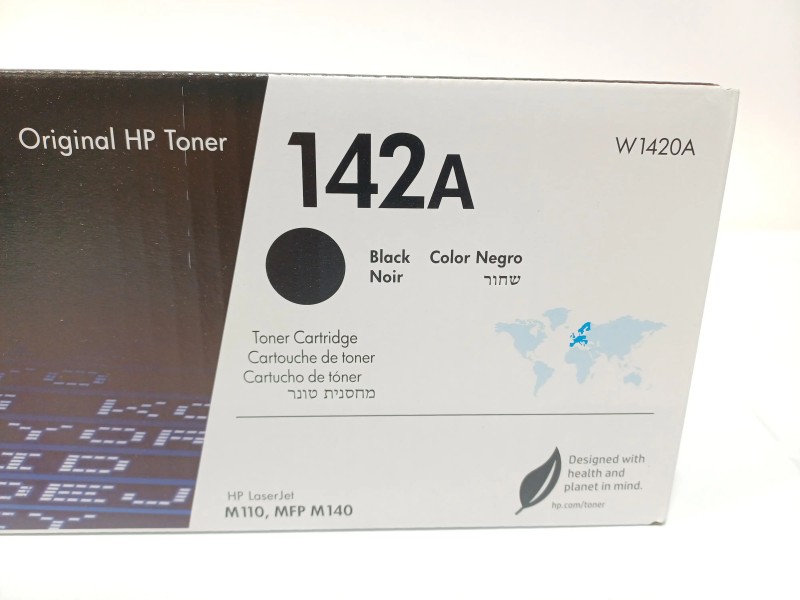 Original HP Toner
142A
W1420A
Black Color Negro
Noir שחור
Toner Cartridge
Cartouche de toner
Cartucho de tóner
מחסנית טונר
HP LaserJet
M110, MFP M140
Designed with
health and
planet in mind.
hp.com/toner